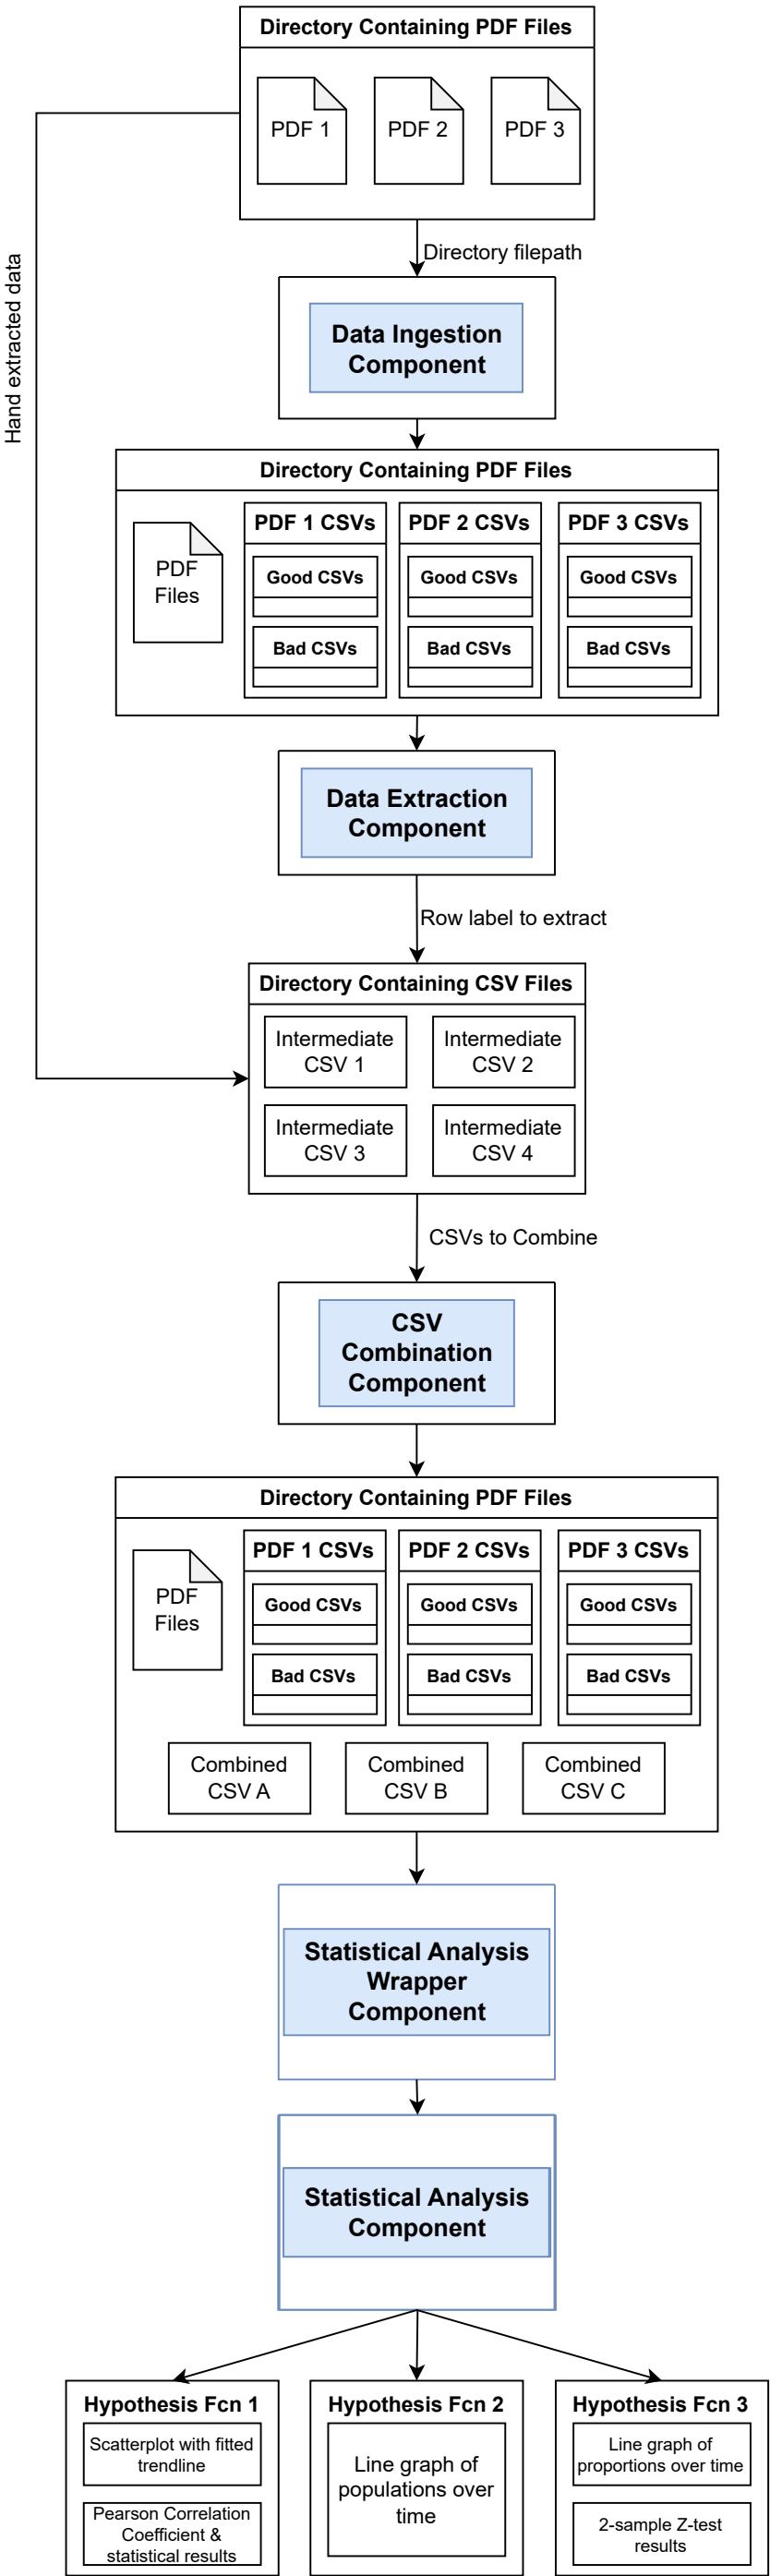 Directory Containing PDF Files
PDF 1
PDF 2
PDF 3
Hand extracted data
Directory filepath
Data Ingestion
Component
Directory Containing PDF Files
PDF
Files
PDF 1 CSVs
Good CSVs
Bad CSVs
PDF 2 CSVs
Good CSVs
Bad CSVs
PDF 3 CSVs
Good CSVs
Bad CSVs
Data Extraction
Component
Row label to extract
Directory Containing CSV Files
Intermediate
CSV 1
Intermediate
CSV 2
Intermediate
CSV 3
Intermediate
CSV 4
CSVs to Combine
CSV
Combination
Component
Directory Containing PDF Files
PDF
Files
PDF 1 CSVs
Good CSVs
Bad CSVs
PDF 2 CSVs
Good CSVs
Bad CSVs
PDF 3 CSVs
Good CSVs
Bad CSVs
Combined
CSV A
Combined
CSV B
Combined
CSV C
Statistical Analysis
Wrapper
Component
Statistical Analysis
Component
Hypothesis Fcn 1
Scatterplot with fitted
trendline
Pearson Correlation
Coefficient &
statistical results
Hypothesis Fcn 2
Line graph of
populations over
time
Hypothesis Fcn 3
Line graph of
proportions over time
2-sample Z-test
results